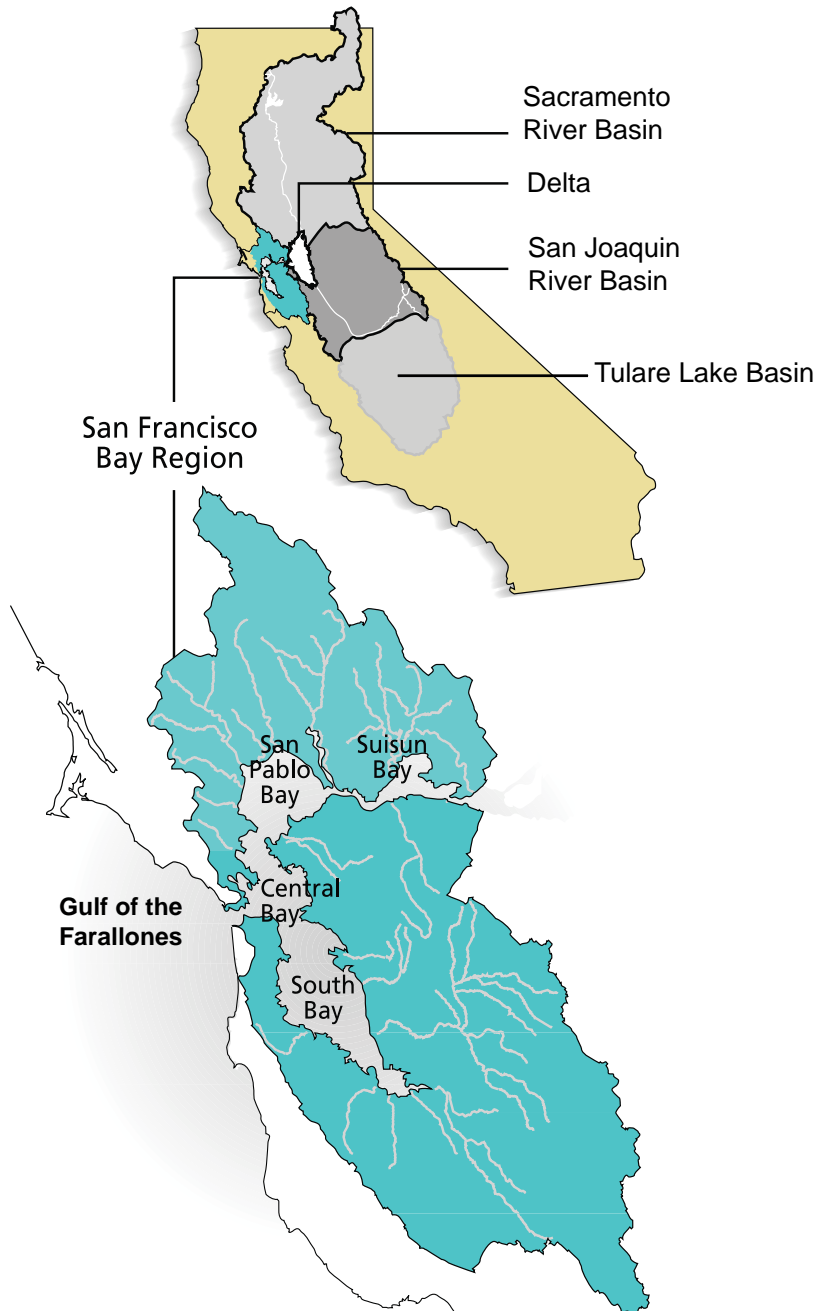 Sacramento
River Basin
Delta
San Joaquin
River Basin
Tulare Lake Basin
San Francisco
Bay Region
San
Pablo
Bay
Suisun
Bay
Central
Bay
Gulf of the
Farallones
South
Bay